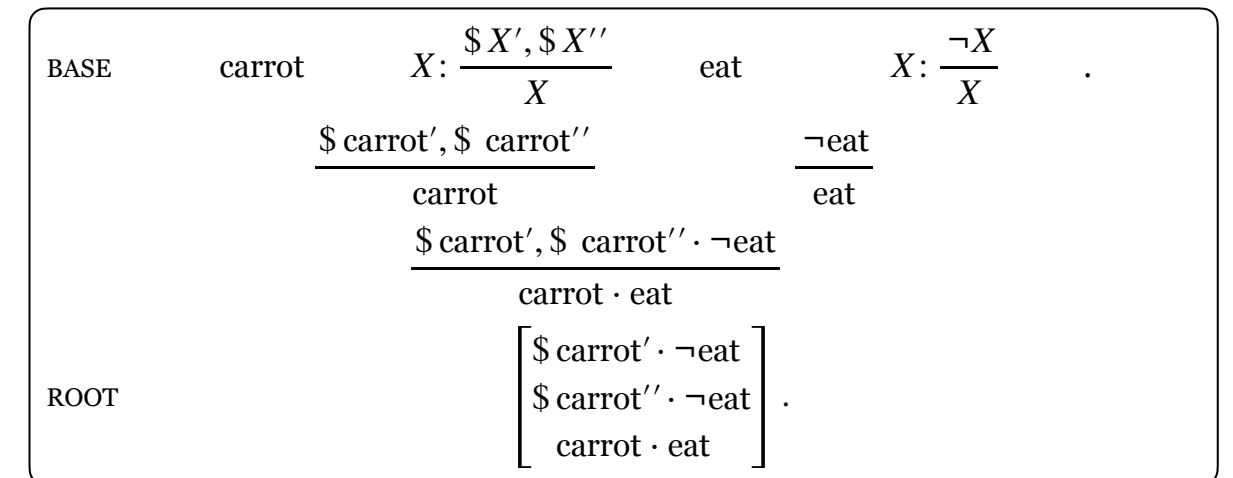 BASE carrot X: $ X′, $ X′′ / X eat X: ¬X / X .
$ carrot′, $ carrot′′ ¬eat
carrot eat
$ carrot′, $ carrot′′ · ¬eat
carrot · eat
$ carrot′ · ¬eat
ROOT $ carrot′′ · ¬eat .
carrot · eat